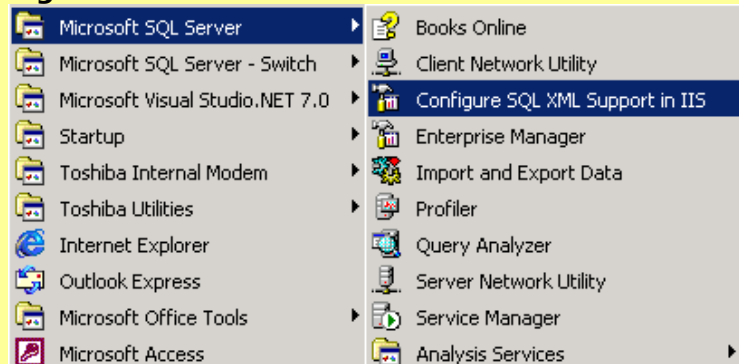 Microsoft SQL Server
Microsoft SQL Server - Switch
Microsoft Visual Studio.NET 7.0
Startup
Toshiba Internal Modem
Toshiba Utilities
Internet Explorer
Outlook Express
Microsoft Office Tools
Microsoft Access
Books Online
Client Network Utility
Configure SQL XML Support in IIS
Enterprise Manager
Import and Export Data
Profiler
Query Analyzer
Server Network Utility
Service Manager
Analysis Services